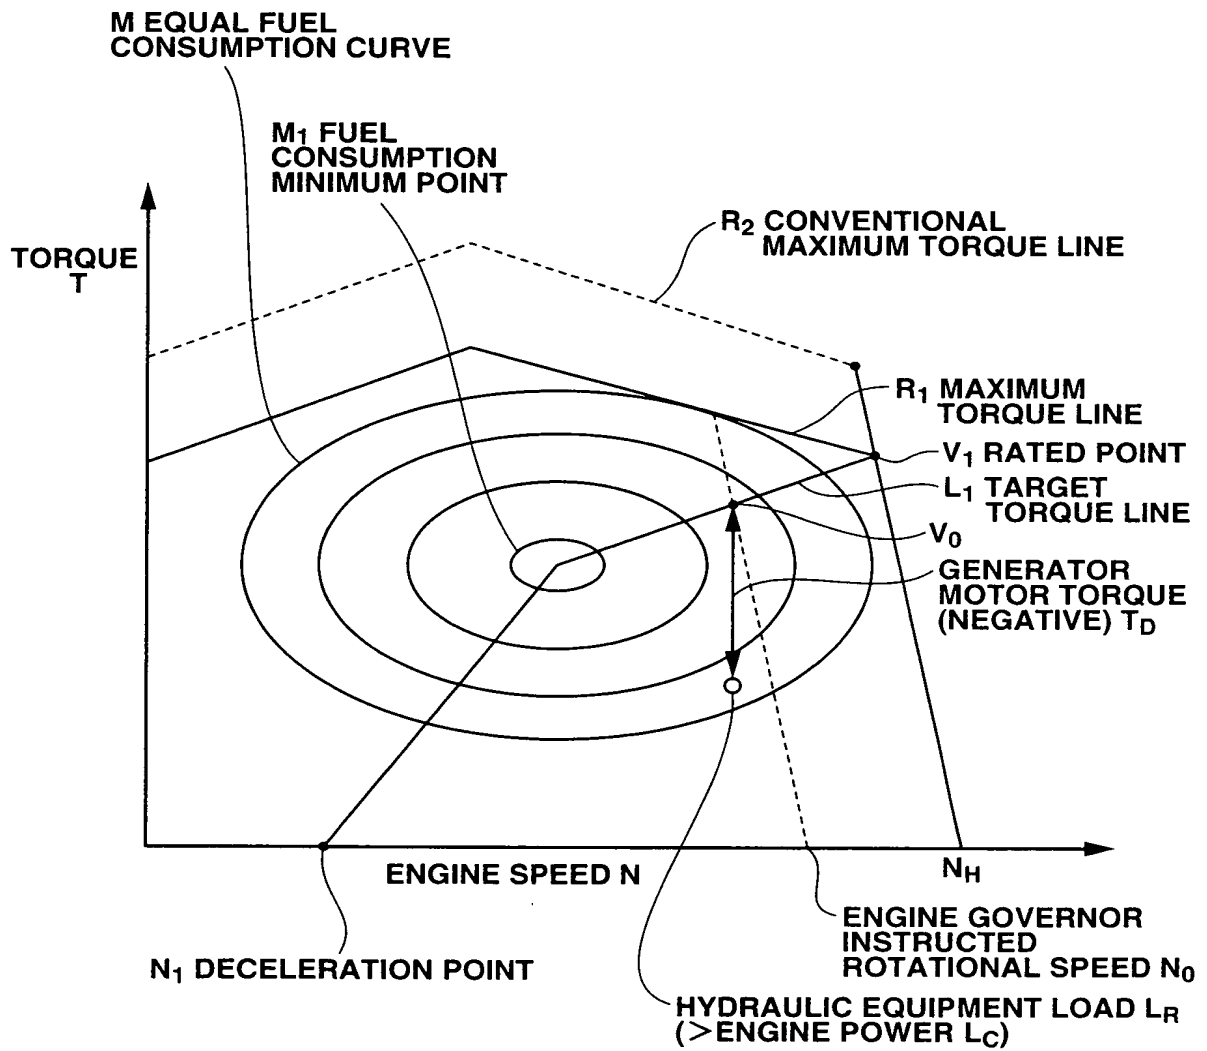 M EQUAL FUEL
CONSUMPTION CURVE
M1 FUEL
CONSUMPTION
MINIMUM POINT
R2 CONVENTIONAL
MAXIMUM TORQUE LINE
TORQUE
T
R1 MAXIMUM
TORQUE LINE
V1 RATED POINT
L1 TARGET
TORQUE LINE
V0
GENERATOR
MOTOR TORQUE
(NEGATIVE) TD
ENGINE SPEED N
NH
N1 DECELERATION POINT
ENGINE GOVERNOR
INSTRUCTED
ROTATIONAL SPEED N0
HYDRAULIC EQUIPMENT LOAD LR
(>ENGINE POWER LC)